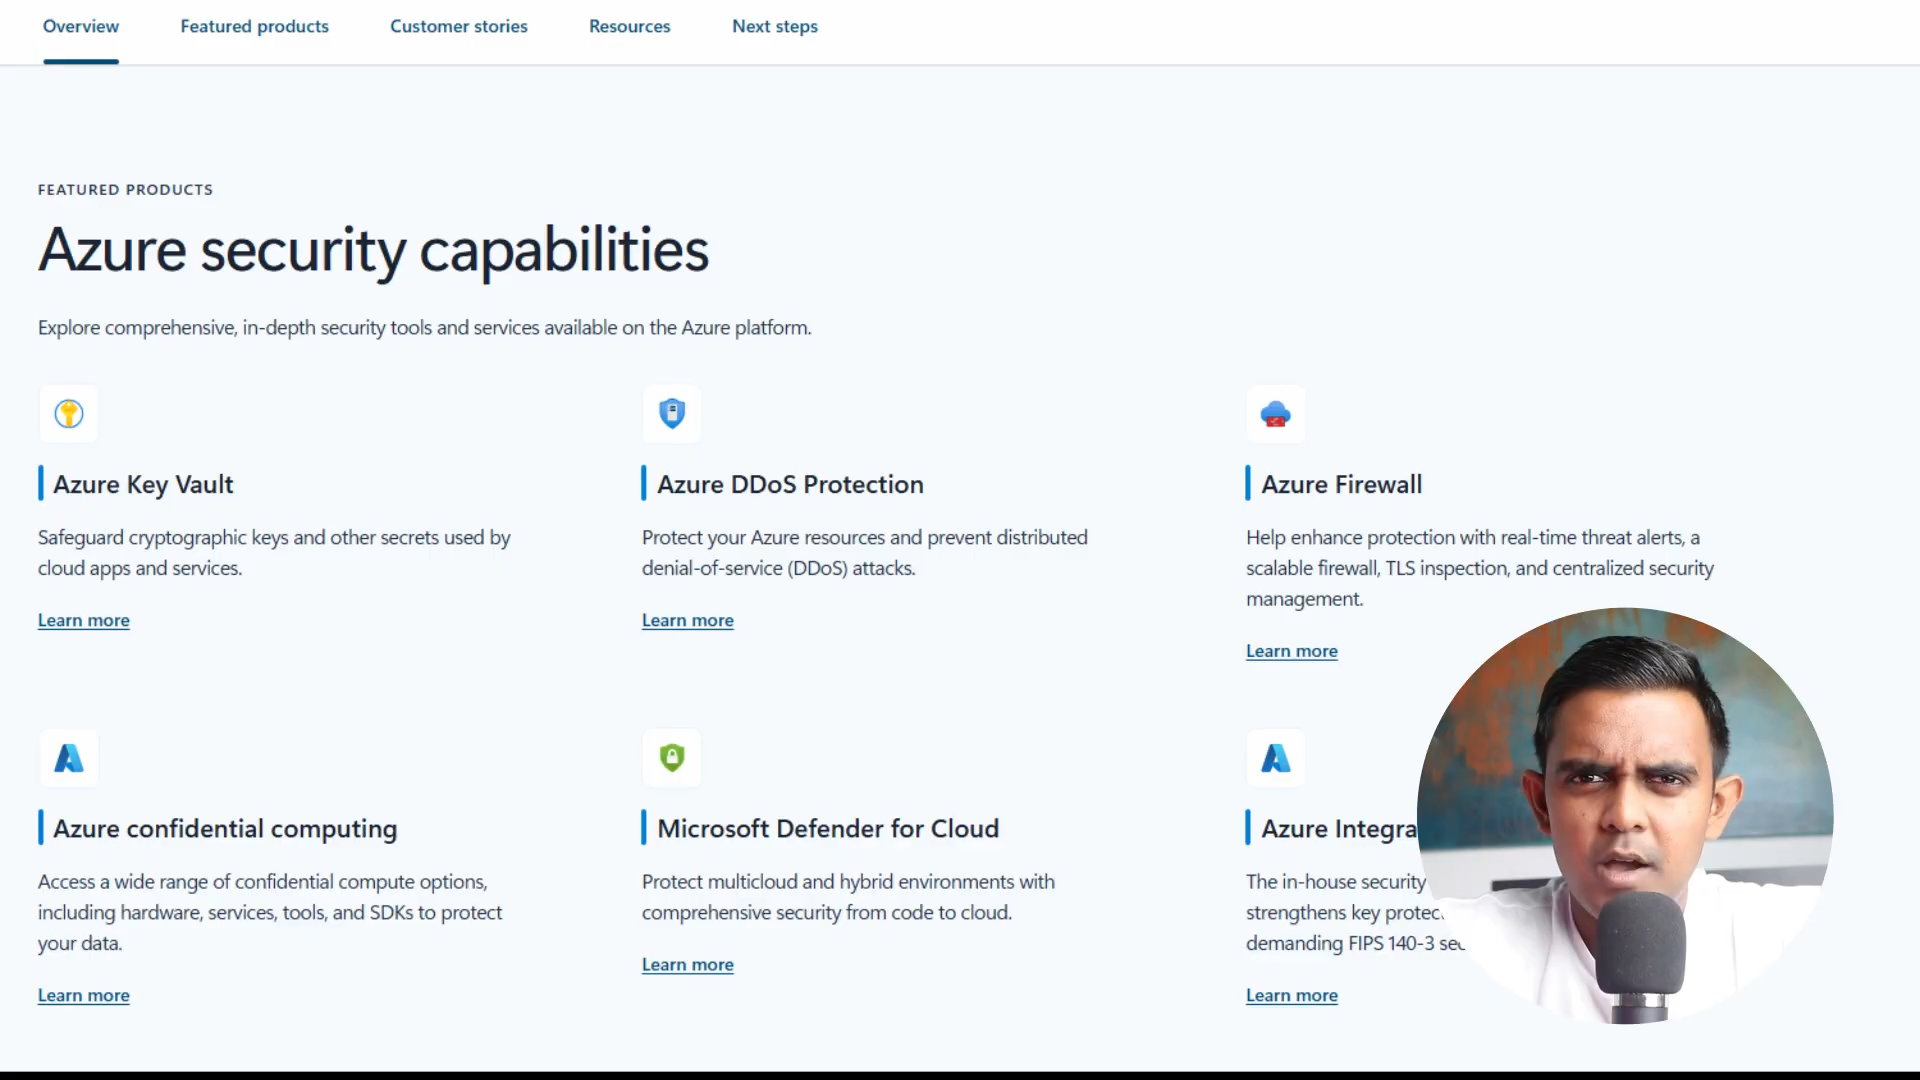 Overview
Featured products
Customer stories
Resources
Next steps
FEATURED PRODUCTS
Azure security capabilities
Explore comprehensive, in-depth security tools and services available on the Azure platform.
Azure Key Vault
Safeguard cryptographic keys and other secrets used by
cloud apps and services.
Learn more
Azure DDoS Protection
Protect your Azure resources and prevent distributed
denial-of-service (DDoS) attacks.
Learn more
Azure Firewall
Help enhance protection with real-time threat alerts, a
scalable firewall, TLS inspection, and centralized security
management.
Learn more
Azure confidential computing
Access a wide range of confidential compute options,
including hardware, services, tools, and SDKs to protect
your data.
Learn more
Microsoft Defender for Cloud
Protect multicloud and hybrid environments with
comprehensive security from code to cloud.
Learn more
Azure
The in-house security
strengthens key
demanding FIPS 140-3
Learn more